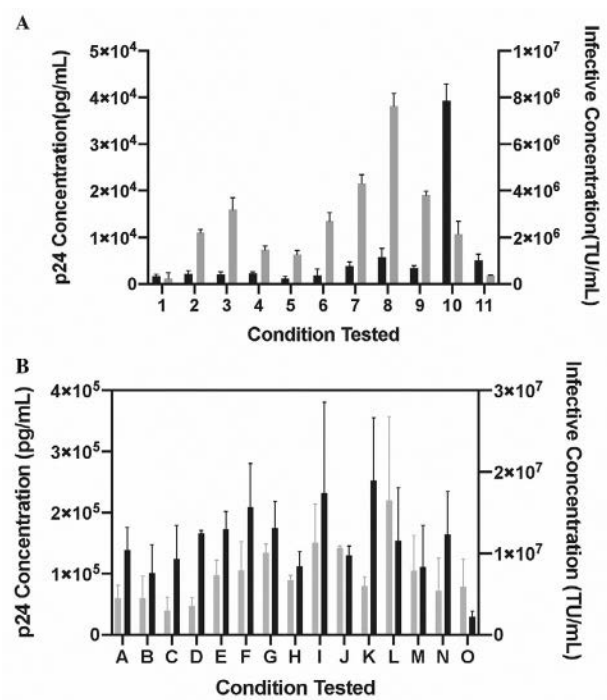 A
p24 Concentration(pg/mL)
5×10⁴
4×10⁴
3×10⁴
2×10⁴
1×10⁴
0
1×10⁷
8×10⁶
6×10⁶
4×10⁶
2×10⁶
0
Infective Concentration(TU/mL)
1 2 3 4 5 6 7 8 9 10 11
Condition Tested
B
p24 Concentration (pg/mL)
4×10⁵
3×10⁵
2×10⁵
1×10⁵
0
3×10⁷
2×10⁷
1×10⁷
0
Infective Concentration (TU/mL)
A B C D E F G H I J K L M N O
Condition Tested